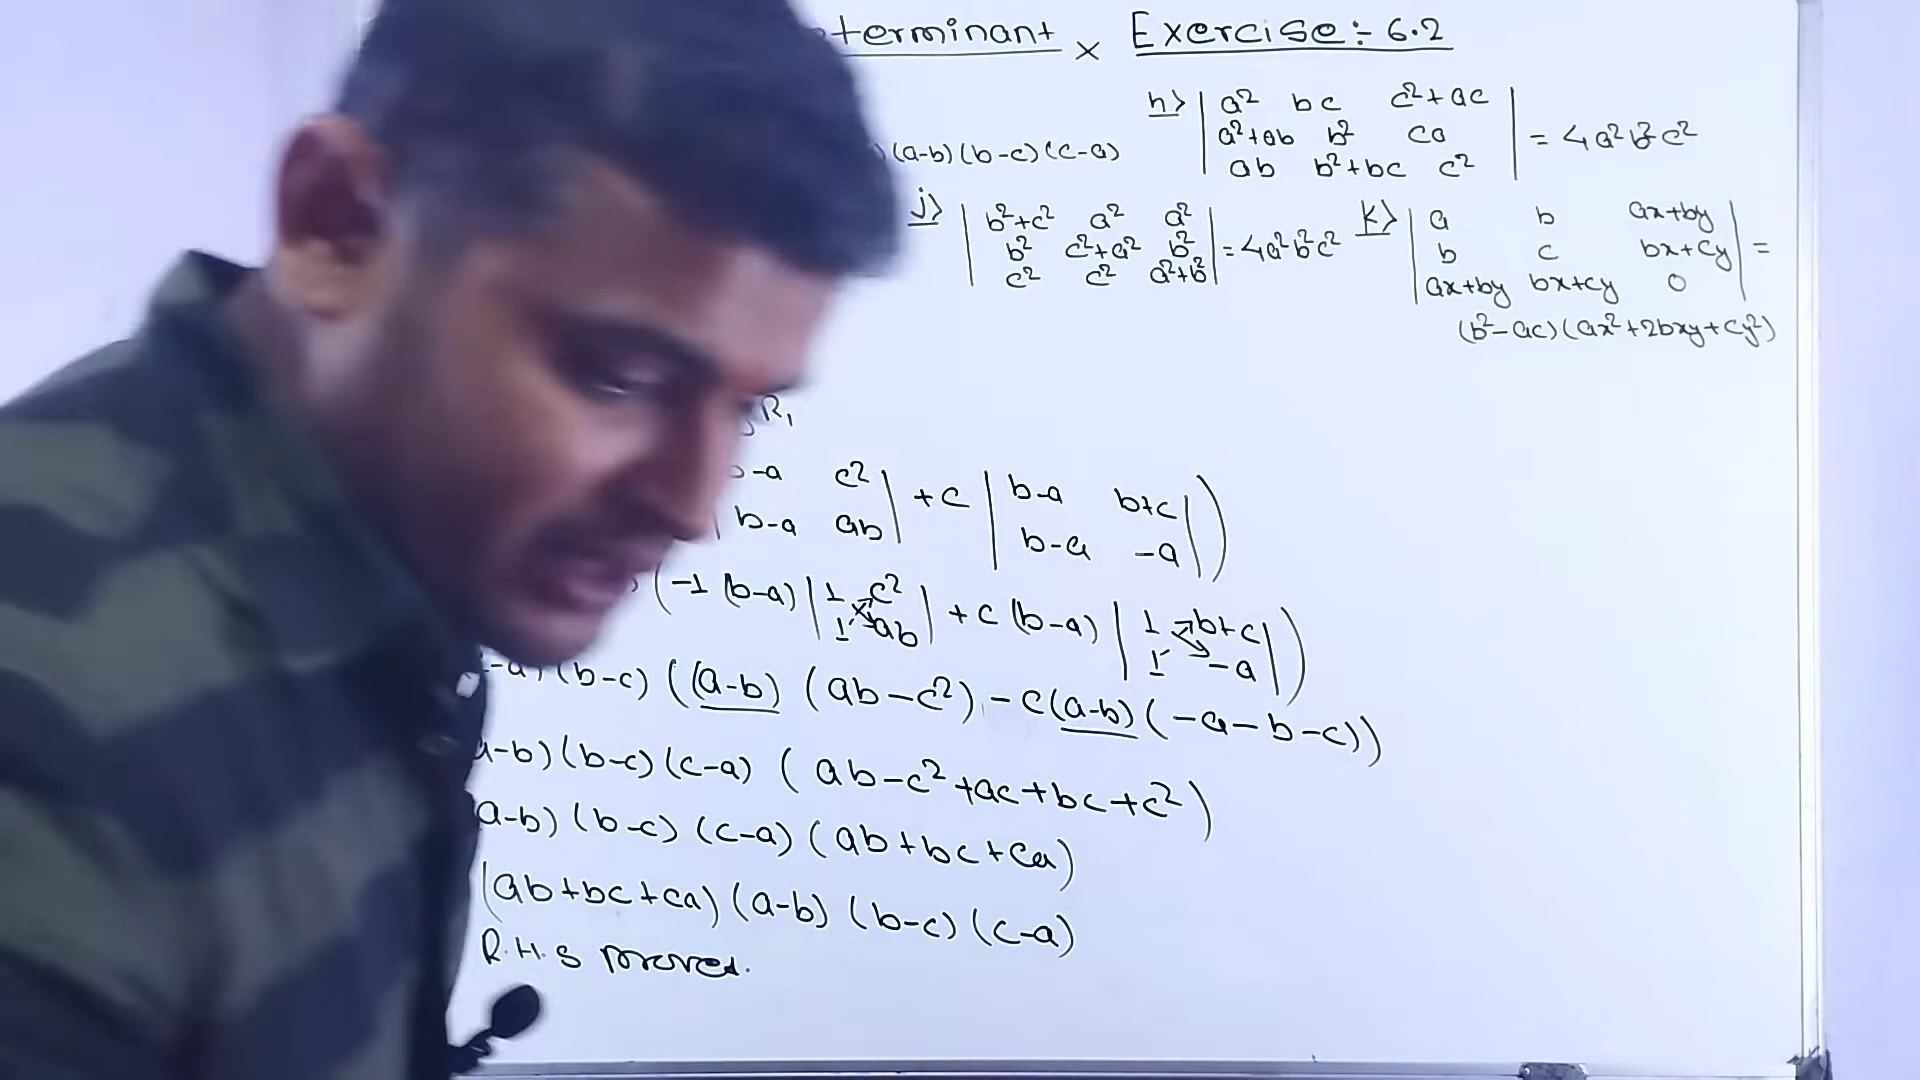 terminant × Exercise:- 6.2
h> | a² bc c²+ac |
| a²+ab b² ca | = 4a²b²c²
| ab b²+bc c² |
(a-b)(b-c)(c-a)
j> | b²+c² a² a² |
| b² c²+a² b² | = 4a²b²c²
| c² c² a²+b² |
k> | a b ax+by |
| b c bx+cy | =
| ax+by bx+cy 0 |
(b²-ac)(ax²+2bxy+cy²)
R₁
-a c² | +c | b-a b+c | )
b-a ab | | b-a -a |
(-1 (b-a) | 1 c² | + c (b-a) | 1 b+c | )
| 1 ab | | 1 -a |
-a) (b-c) ((a-b) (ab-c²) - c(a-b) (-a-b-c))
a-b) (b-c) (c-a) (ab-c²+ac+bc+c²)
a-b) (b-c) (c-a) (ab+bc+ca)
(ab+bc+ca) (a-b) (b-c) (c-a)
R.H.S proved.